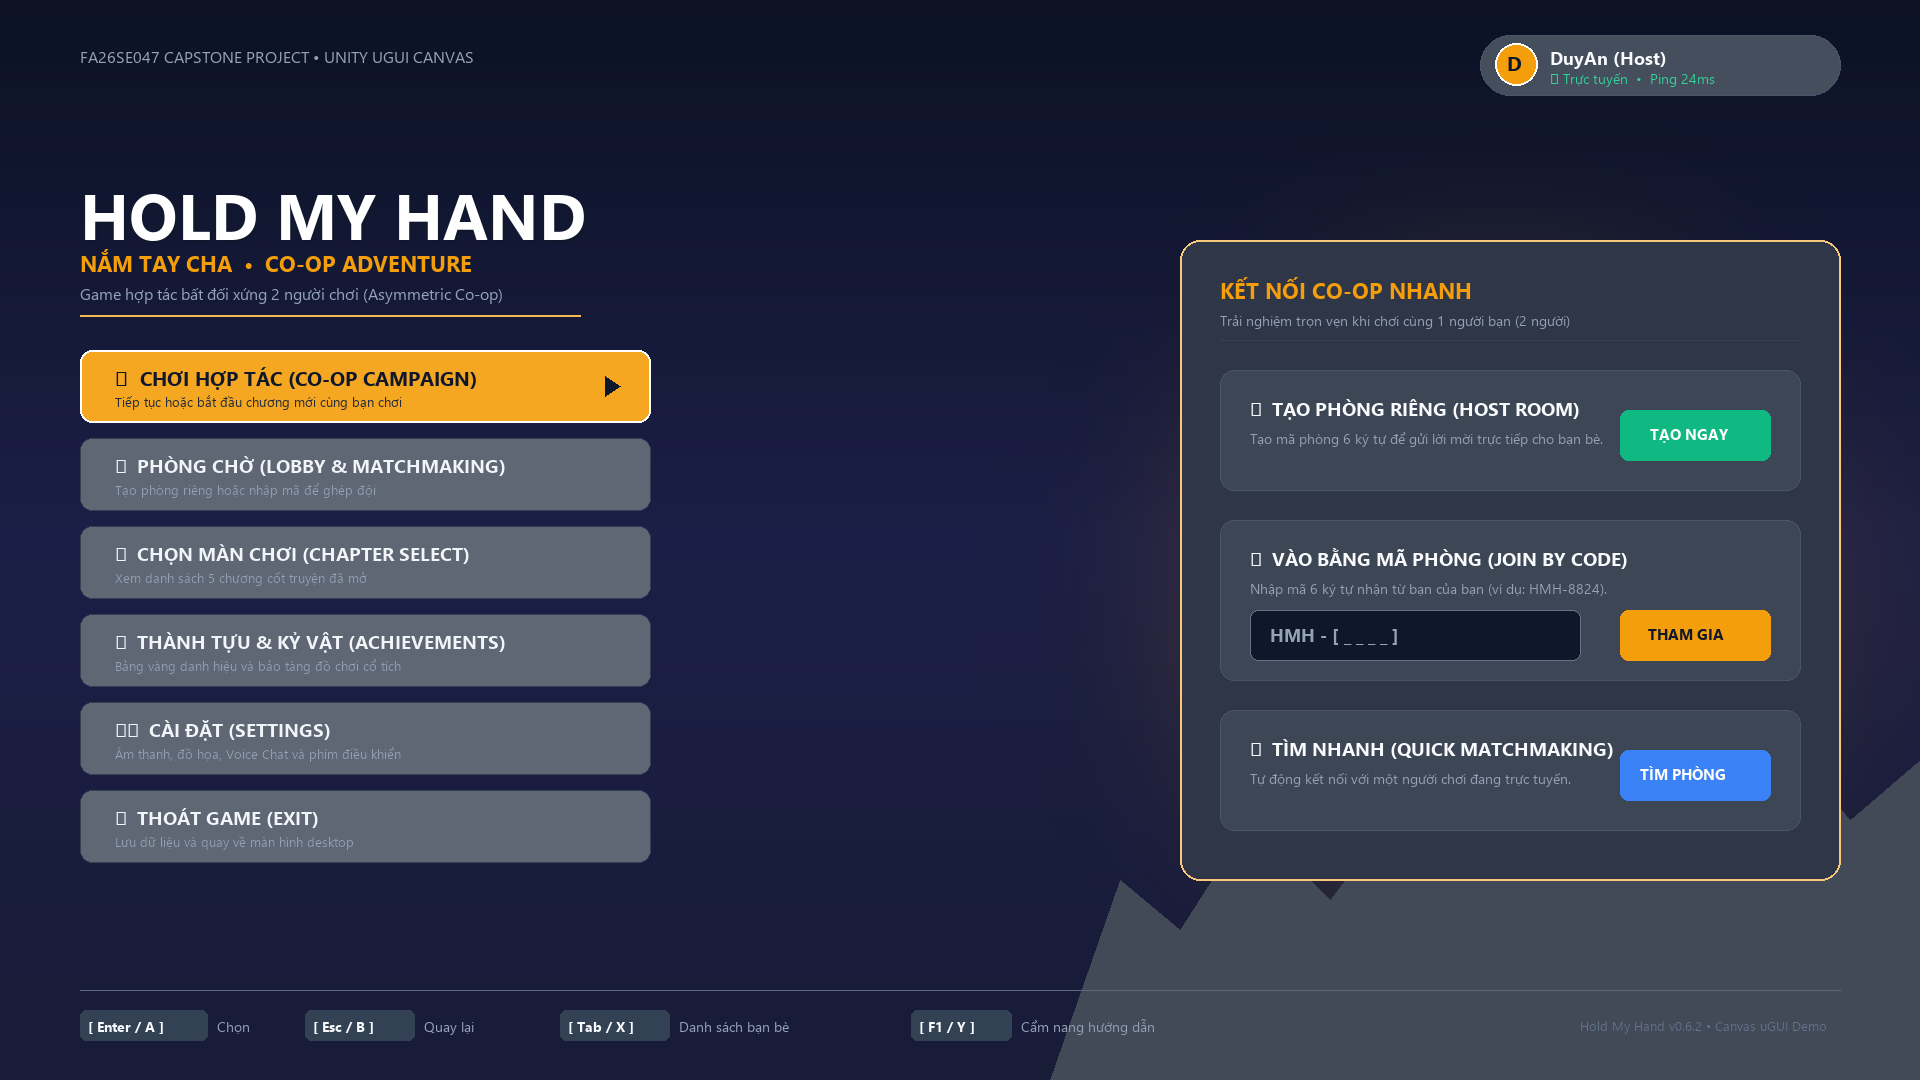 FA26SE047 CAPSTONE PROJECT • UNITY UGUI CANVAS
D
DuyAn (Host)
Trực tuyến • Ping 24ms
HOLD MY HAND
NẮM TAY CHA • CO-OP ADVENTURE
Game hợp tác bất đối xứng 2 người chơi (Asymmetric Co-op)
CHƠI HỢP TÁC (CO-OP CAMPAIGN)
Tiếp tục hoặc bắt đầu chương mới cùng bạn chơi
PHÒNG CHỜ (LOBBY & MATCHMAKING)
Tạo phòng riêng hoặc nhập mã để ghép đội
CHỌN MÀN CHƠI (CHAPTER SELECT)
Xem danh sách 5 chương cốt truyện đã mở
THÀNH TỰU & KỶ VẬT (ACHIEVEMENTS)
Bảng vàng danh hiệu và bảo tàng đồ chơi cổ tích
CÀI ĐẶT (SETTINGS)
Âm thanh, đồ họa, Voice Chat và phím điều khiển
THOÁT GAME (EXIT)
Lưu dữ liệu và quay về màn hình desktop
KẾT NỐI CO-OP NHANH
Trải nghiệm trọn vẹn khi chơi cùng 1 người bạn (2 người)
TẠO PHÒNG RIÊNG (HOST ROOM)
Tạo mã phòng 6 ký tự để gửi lời mời trực tiếp cho bạn bè.
TẠO NGAY
VÀO BẰNG MÃ PHÒNG (JOIN BY CODE)
Nhập mã 6 ký tự nhận từ bạn của bạn (ví dụ: HMH-8824).
HMH - [ _ _ _ _ ]
THAM GIA
TÌM NHANH (QUICK MATCHMAKING)
Tự động kết nối với một người chơi đang trực tuyến.
TÌM PHÒNG
[ Enter / A ] Chọn
[ Esc / B ] Quay lại
[ Tab / X ] Danh sách bạn bè
[ F1 / Y ] Cẩm nang hướng dẫn
Hold My Hand v0.6.2 • Canvas uGUI Demo